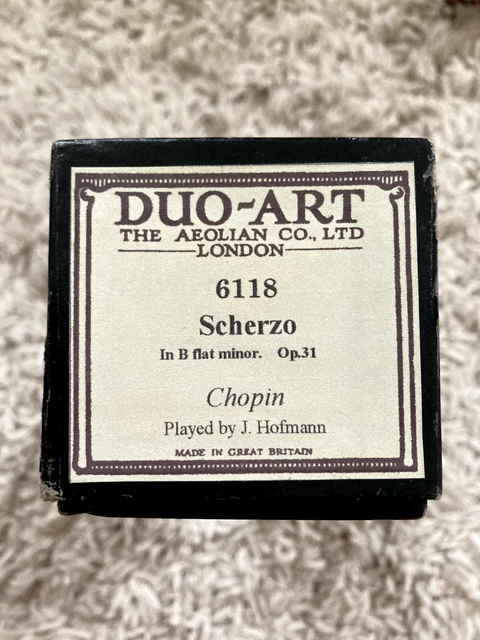 DUO-ART
THE AEOLIAN CO., LTD
LONDON
6118
Scherzo
In B flat minor. Op.31
Chopin
Played by J. Hofmann
MADE IN GREAT BRITAIN